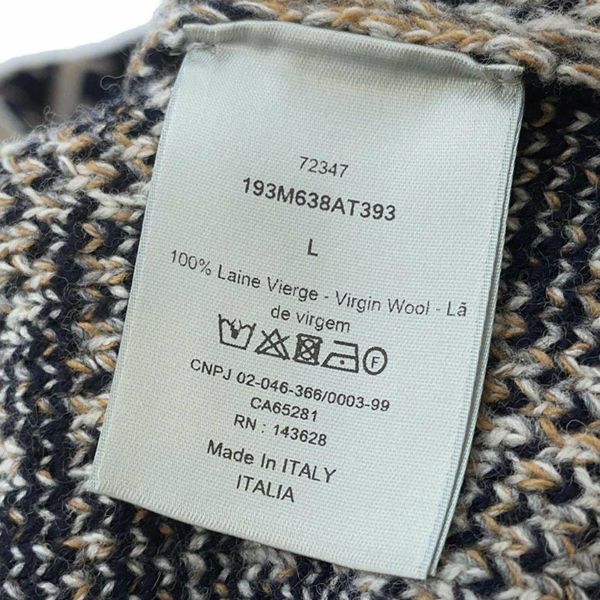 72347
193M638AT393
L
100% Laine Vierge - Virgin Wool - Lã
de virgem
F
CNPJ 02-046-366/0003-99
CA65281
RN : 143628
Made In ITALY
ITALIA